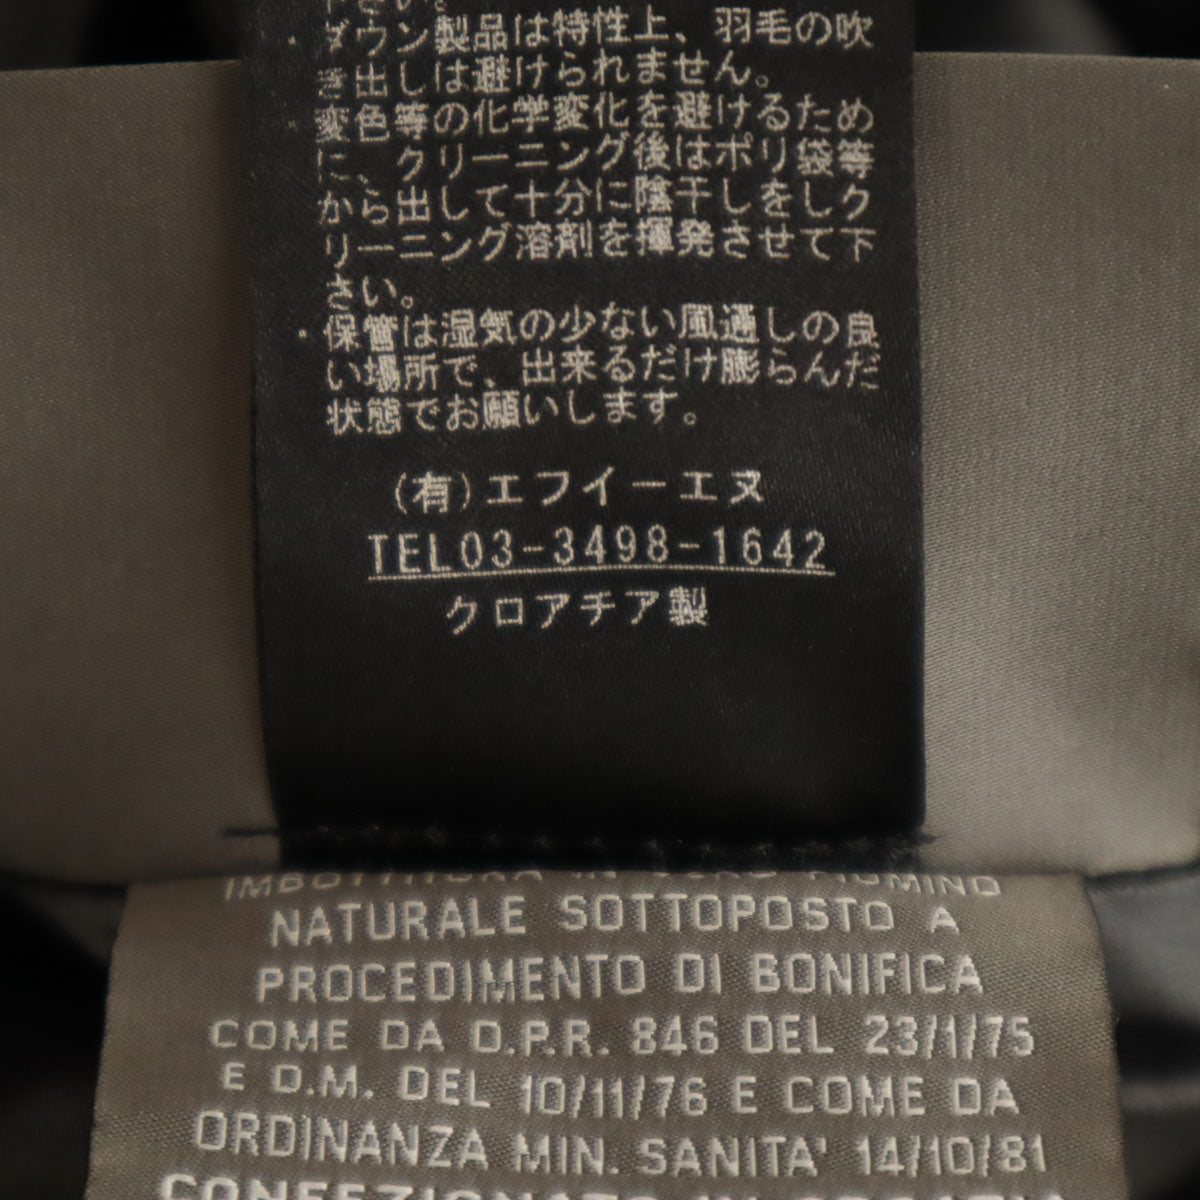 下さい。
・ダウン製品は特性上、羽毛の吹
き出しは避けられません。
・変色等の化学変化を避けるため
に、クリーニング後はポリ袋等
から出して十分に陰干しをしク
リーニング溶剤を揮発させて下
さい。
・保管は湿気の少ない風通しの良
い場所で、出来るだけ膨らんだ
状態でお願いします。
(有)エフイーエヌ
TEL03-3498-1642
クロアチア製
IMBOTTITURA IN PIUMINO
NATURALE SOTTOPOSTO A
PROCEDIMENTO DI BONIFICA
COME DA D.P.R. 846 DEL 23/1/75
E D.M. DEL 10/11/76 E COME DA
ORDINANZA MIN. SANITA' 14/10/81
CONFEZIONATO IN